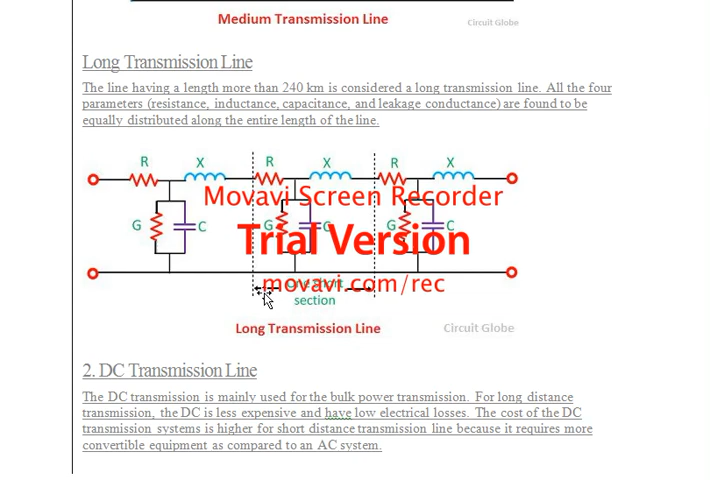 Medium Transmission Line
Circuit Globe
Long Transmission Line
The line having a length more than 240 km is considered a long transmission line. All the four
parameters (resistance, inductance, capacitance, and leakage conductance) are found to be
equally distributed along the entire length of the line.
R X R X R X
Movavi Screen Recorder
G C G C G C
Trial Version
One short
movavi.com/rec
section
Long Transmission Line
Circuit Globe
2. DC Transmission Line
The DC transmission is mainly used for the bulk power transmission. For long distance
transmission, the DC is less expensive and have low electrical losses. The cost of the DC
transmission systems is higher for short distance transmission line because it requires more
convertible equipment as compared to an AC system.